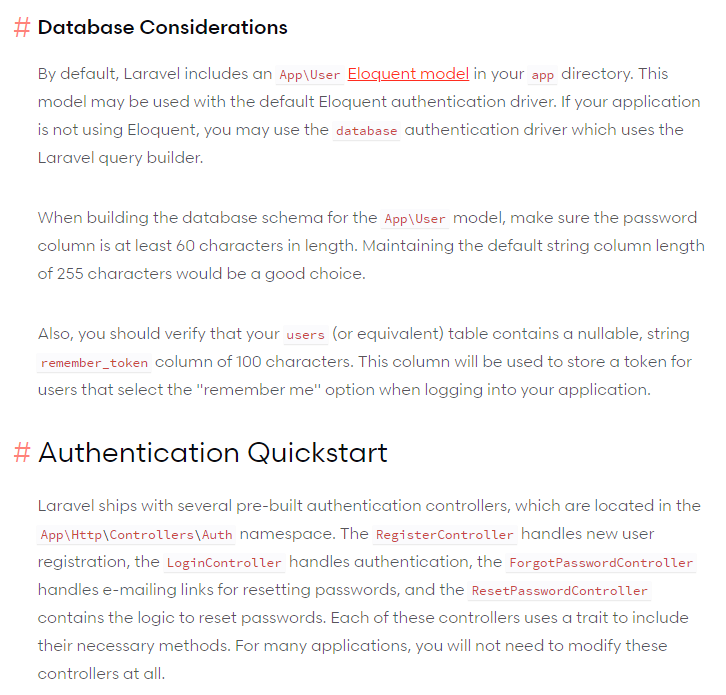 # Database Considerations
By default, Laravel includes an App\User Eloquent model in your app directory. This
model may be used with the default Eloquent authentication driver. If your application
is not using Eloquent, you may use the database authentication driver which uses the
Laravel query builder.
When building the database schema for the App\User model, make sure the password
column is at least 60 characters in length. Maintaining the default string column length
of 255 characters would be a good choice.
Also, you should verify that your users (or equivalent) table contains a nullable, string
remember_token column of 100 characters. This column will be used to store a token for
users that select the "remember me" option when logging into your application.
# Authentication Quickstart
Laravel ships with several pre-built authentication controllers, which are located in the
App\Http\Controllers\Auth namespace. The RegisterController handles new user
registration, the LoginController handles authentication, the ForgotPasswordController
handles e-mailing links for resetting passwords, and the ResetPasswordController
contains the logic to reset passwords. Each of these controllers uses a trait to include
their necessary methods. For many applications, you will not need to modify these
controllers at all.